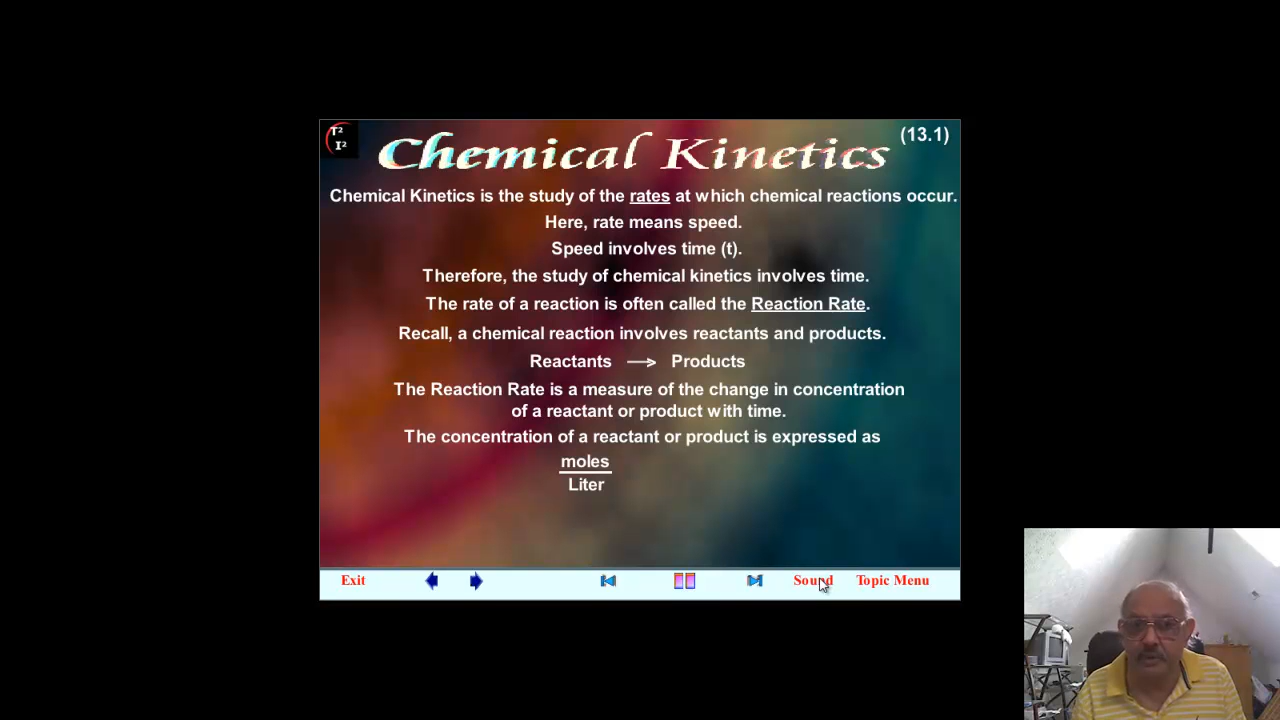 T²
I²
Chemical Kinetics
(13.1)
Chemical Kinetics is the study of the rates at which chemical reactions occur.
Here, rate means speed.
Speed involves time (t).
Therefore, the study of chemical kinetics involves time.
The rate of a reaction is often called the Reaction Rate.
Recall, a chemical reaction involves reactants and products.
Reactants → Products
The Reaction Rate is a measure of the change in concentration
of a reactant or product with time.
The concentration of a reactant or product is expressed as
moles
Liter
Exit
Sound
Topic Menu